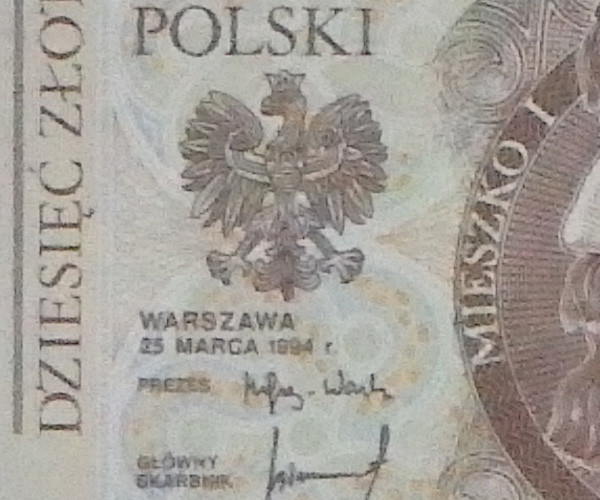 POLSKI
DZIESIĘĆ ZŁOT
MIESZKO I
WARSZAWA
25 MARCA 1994 r.
PREZES
GŁÓWNY
SKARBNIK